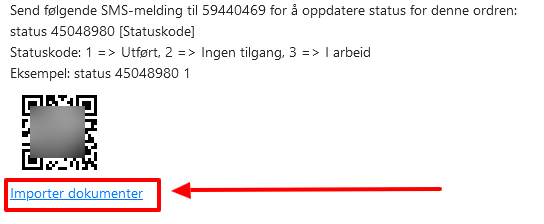 Send følgende SMS-melding til 59440469 for å oppdatere status for denne ordren:
status 45048980 [Statuskode]
Statuskode: 1 => Utført, 2 => Ingen tilgang, 3 => I arbeid
Eksempel: status 45048980 1
Importer dokumenter